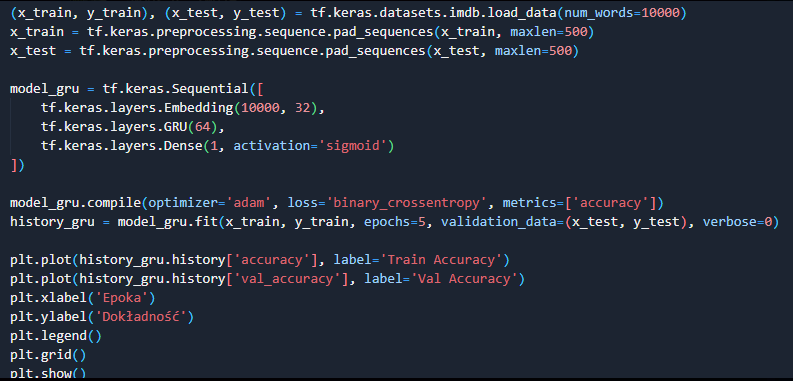 (x_train, y_train), (x_test, y_test) = tf.keras.datasets.imdb.load_data(num_words=10000)
x_train = tf.keras.preprocessing.sequence.pad_sequences(x_train, maxlen=500)
x_test = tf.keras.preprocessing.sequence.pad_sequences(x_test, maxlen=500)

model_gru = tf.keras.Sequential([
    tf.keras.layers.Embedding(10000, 32),
    tf.keras.layers.GRU(64),
    tf.keras.layers.Dense(1, activation='sigmoid')
])

model_gru.compile(optimizer='adam', loss='binary_crossentropy', metrics=['accuracy'])
history_gru = model_gru.fit(x_train, y_train, epochs=5, validation_data=(x_test, y_test), verbose=0)

plt.plot(history_gru.history['accuracy'], label='Train Accuracy')
plt.plot(history_gru.history['val_accuracy'], label='Val Accuracy')
plt.xlabel('Epoka')
plt.ylabel('Dokładność')
plt.legend()
plt.grid()
plt.show()